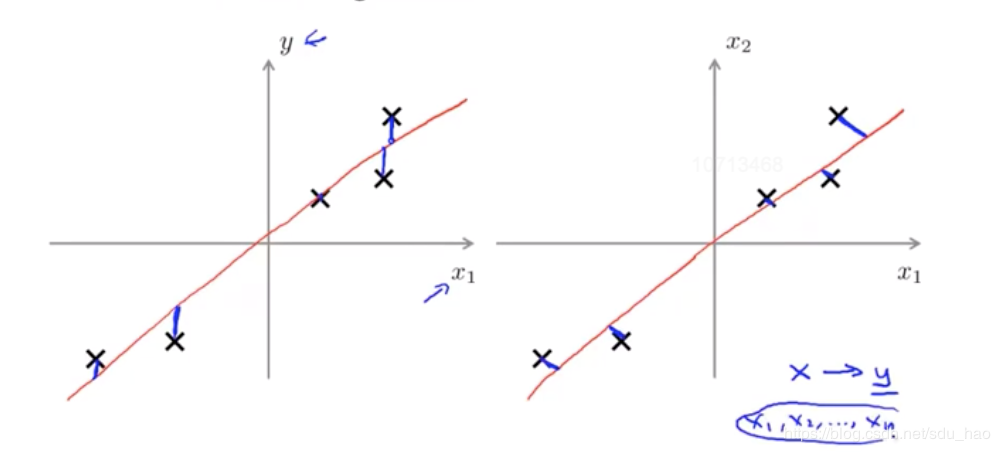 y
x₂
10713466
x₁
x₁
x → y
x₁, x₂, ..., xₙ
https://blog.csdn.net/sdu_hao